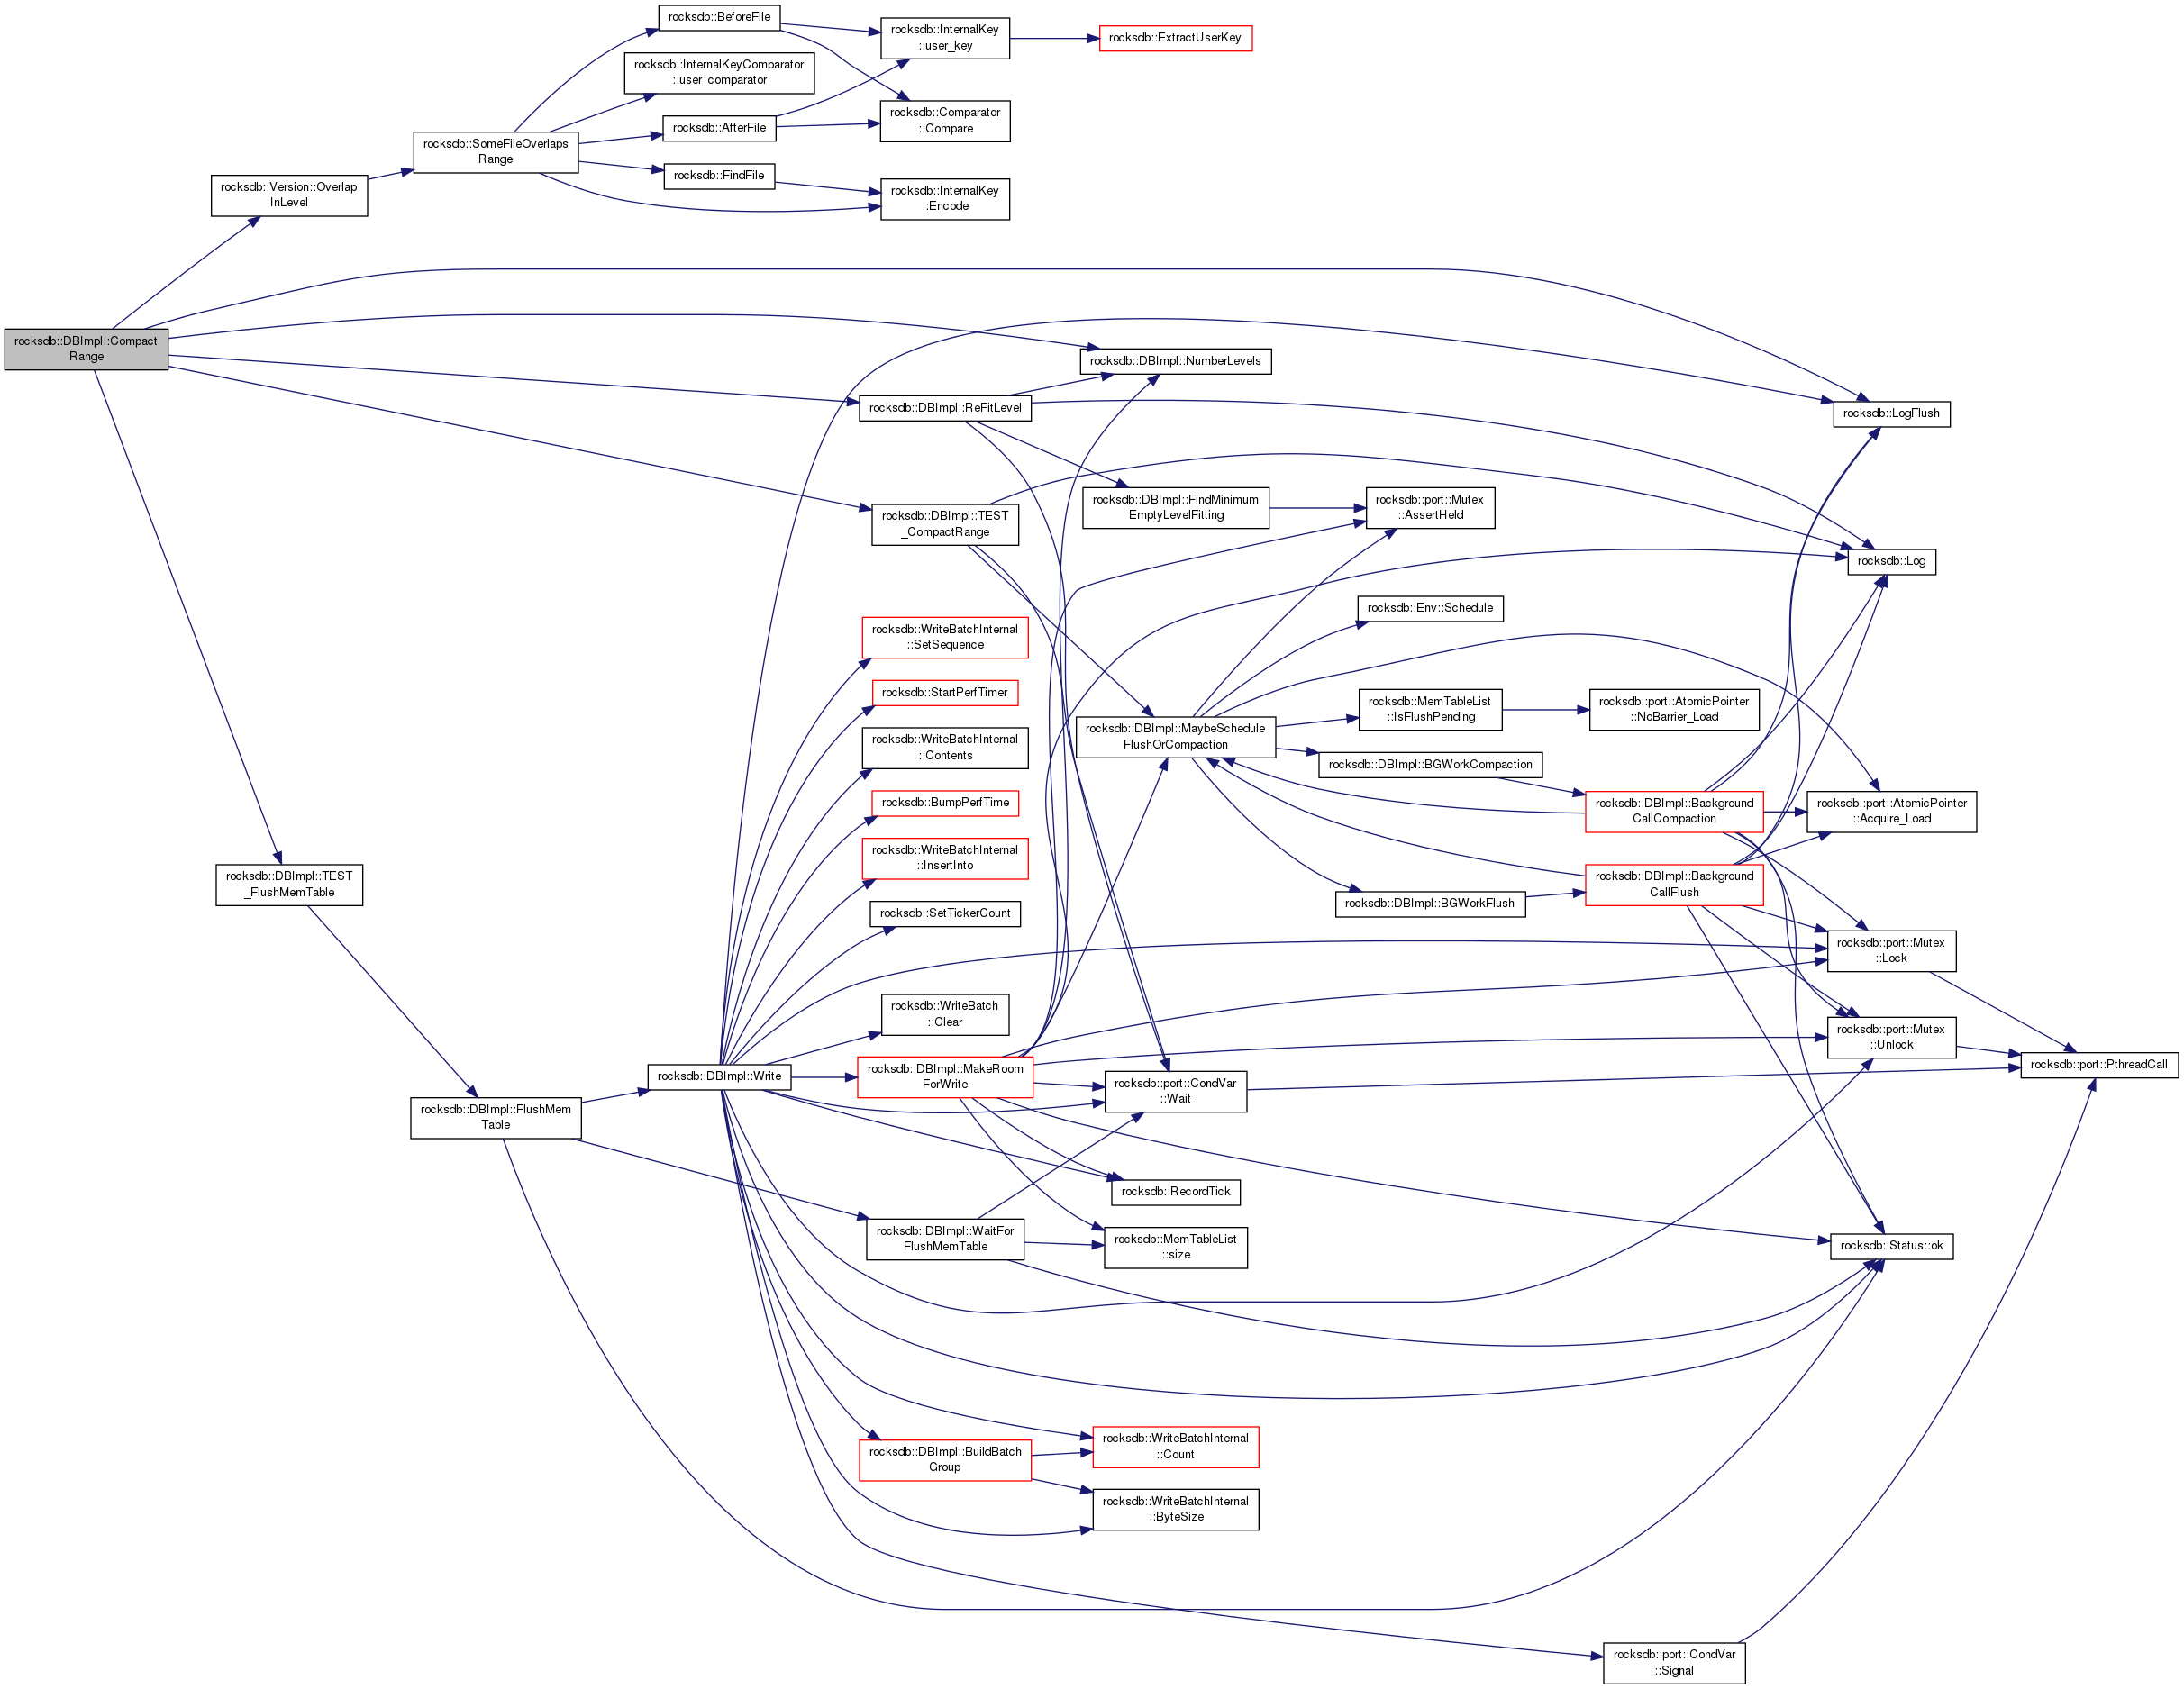 rocksdb::BeforeFile
rocksdb::InternalKey
::user_key
rocksdb::ExtractUserKey
rocksdb::InternalKeyComparator
::user_comparator
rocksdb::Comparator
::Compare
rocksdb::AfterFile
rocksdb::SomeFileOverlaps
Range
rocksdb::FindFile
rocksdb::Version::Overlap
InLevel
rocksdb::InternalKey
::Encode
rocksdb::DBImpl::Compact
Range
rocksdb::DBImpl::NumberLevels
rocksdb::DBImpl::ReFitLevel
rocksdb::LogFlush
rocksdb::DBImpl::FindMinimum
EmptyLevelFitting
rocksdb::port::Mutex
::AssertHeld
rocksdb::DBImpl::TEST
_CompactRange
rocksdb::Log
rocksdb::Env::Schedule
rocksdb::WriteBatchInternal
::SetSequence
rocksdb::StartPerfTimer
rocksdb::MemTableList
::IsFlushPending
rocksdb::port::AtomicPointer
::NoBarrier_Load
rocksdb::DBImpl::MaybeSchedule
FlushOrCompaction
rocksdb::WriteBatchInternal
::Contents
rocksdb::DBImpl::BGWorkCompaction
rocksdb::BumpPerfTime
rocksdb::DBImpl::Background
CallCompaction
rocksdb::port::AtomicPointer
::Acquire_Load
rocksdb::WriteBatchInternal
::InsertInto
rocksdb::DBImpl::TEST
_FlushMemTable
rocksdb::DBImpl::Background
CallFlush
rocksdb::DBImpl::BGWorkFlush
rocksdb::SetTickerCount
rocksdb::port::Mutex
::Lock
rocksdb::WriteBatch
::Clear
rocksdb::port::Mutex
::Unlock
rocksdb::port::PthreadCall
rocksdb::DBImpl::Write
rocksdb::DBImpl::MakeRoom
ForWrite
rocksdb::port::CondVar
::Wait
rocksdb::DBImpl::FlushMem
Table
rocksdb::RecordTick
rocksdb::DBImpl::WaitFor
FlushMemTable
rocksdb::MemTableList
::size
rocksdb::Status::ok
rocksdb::WriteBatchInternal
::Count
rocksdb::DBImpl::BuildBatch
Group
rocksdb::WriteBatchInternal
::ByteSize
rocksdb::port::CondVar
::Signal